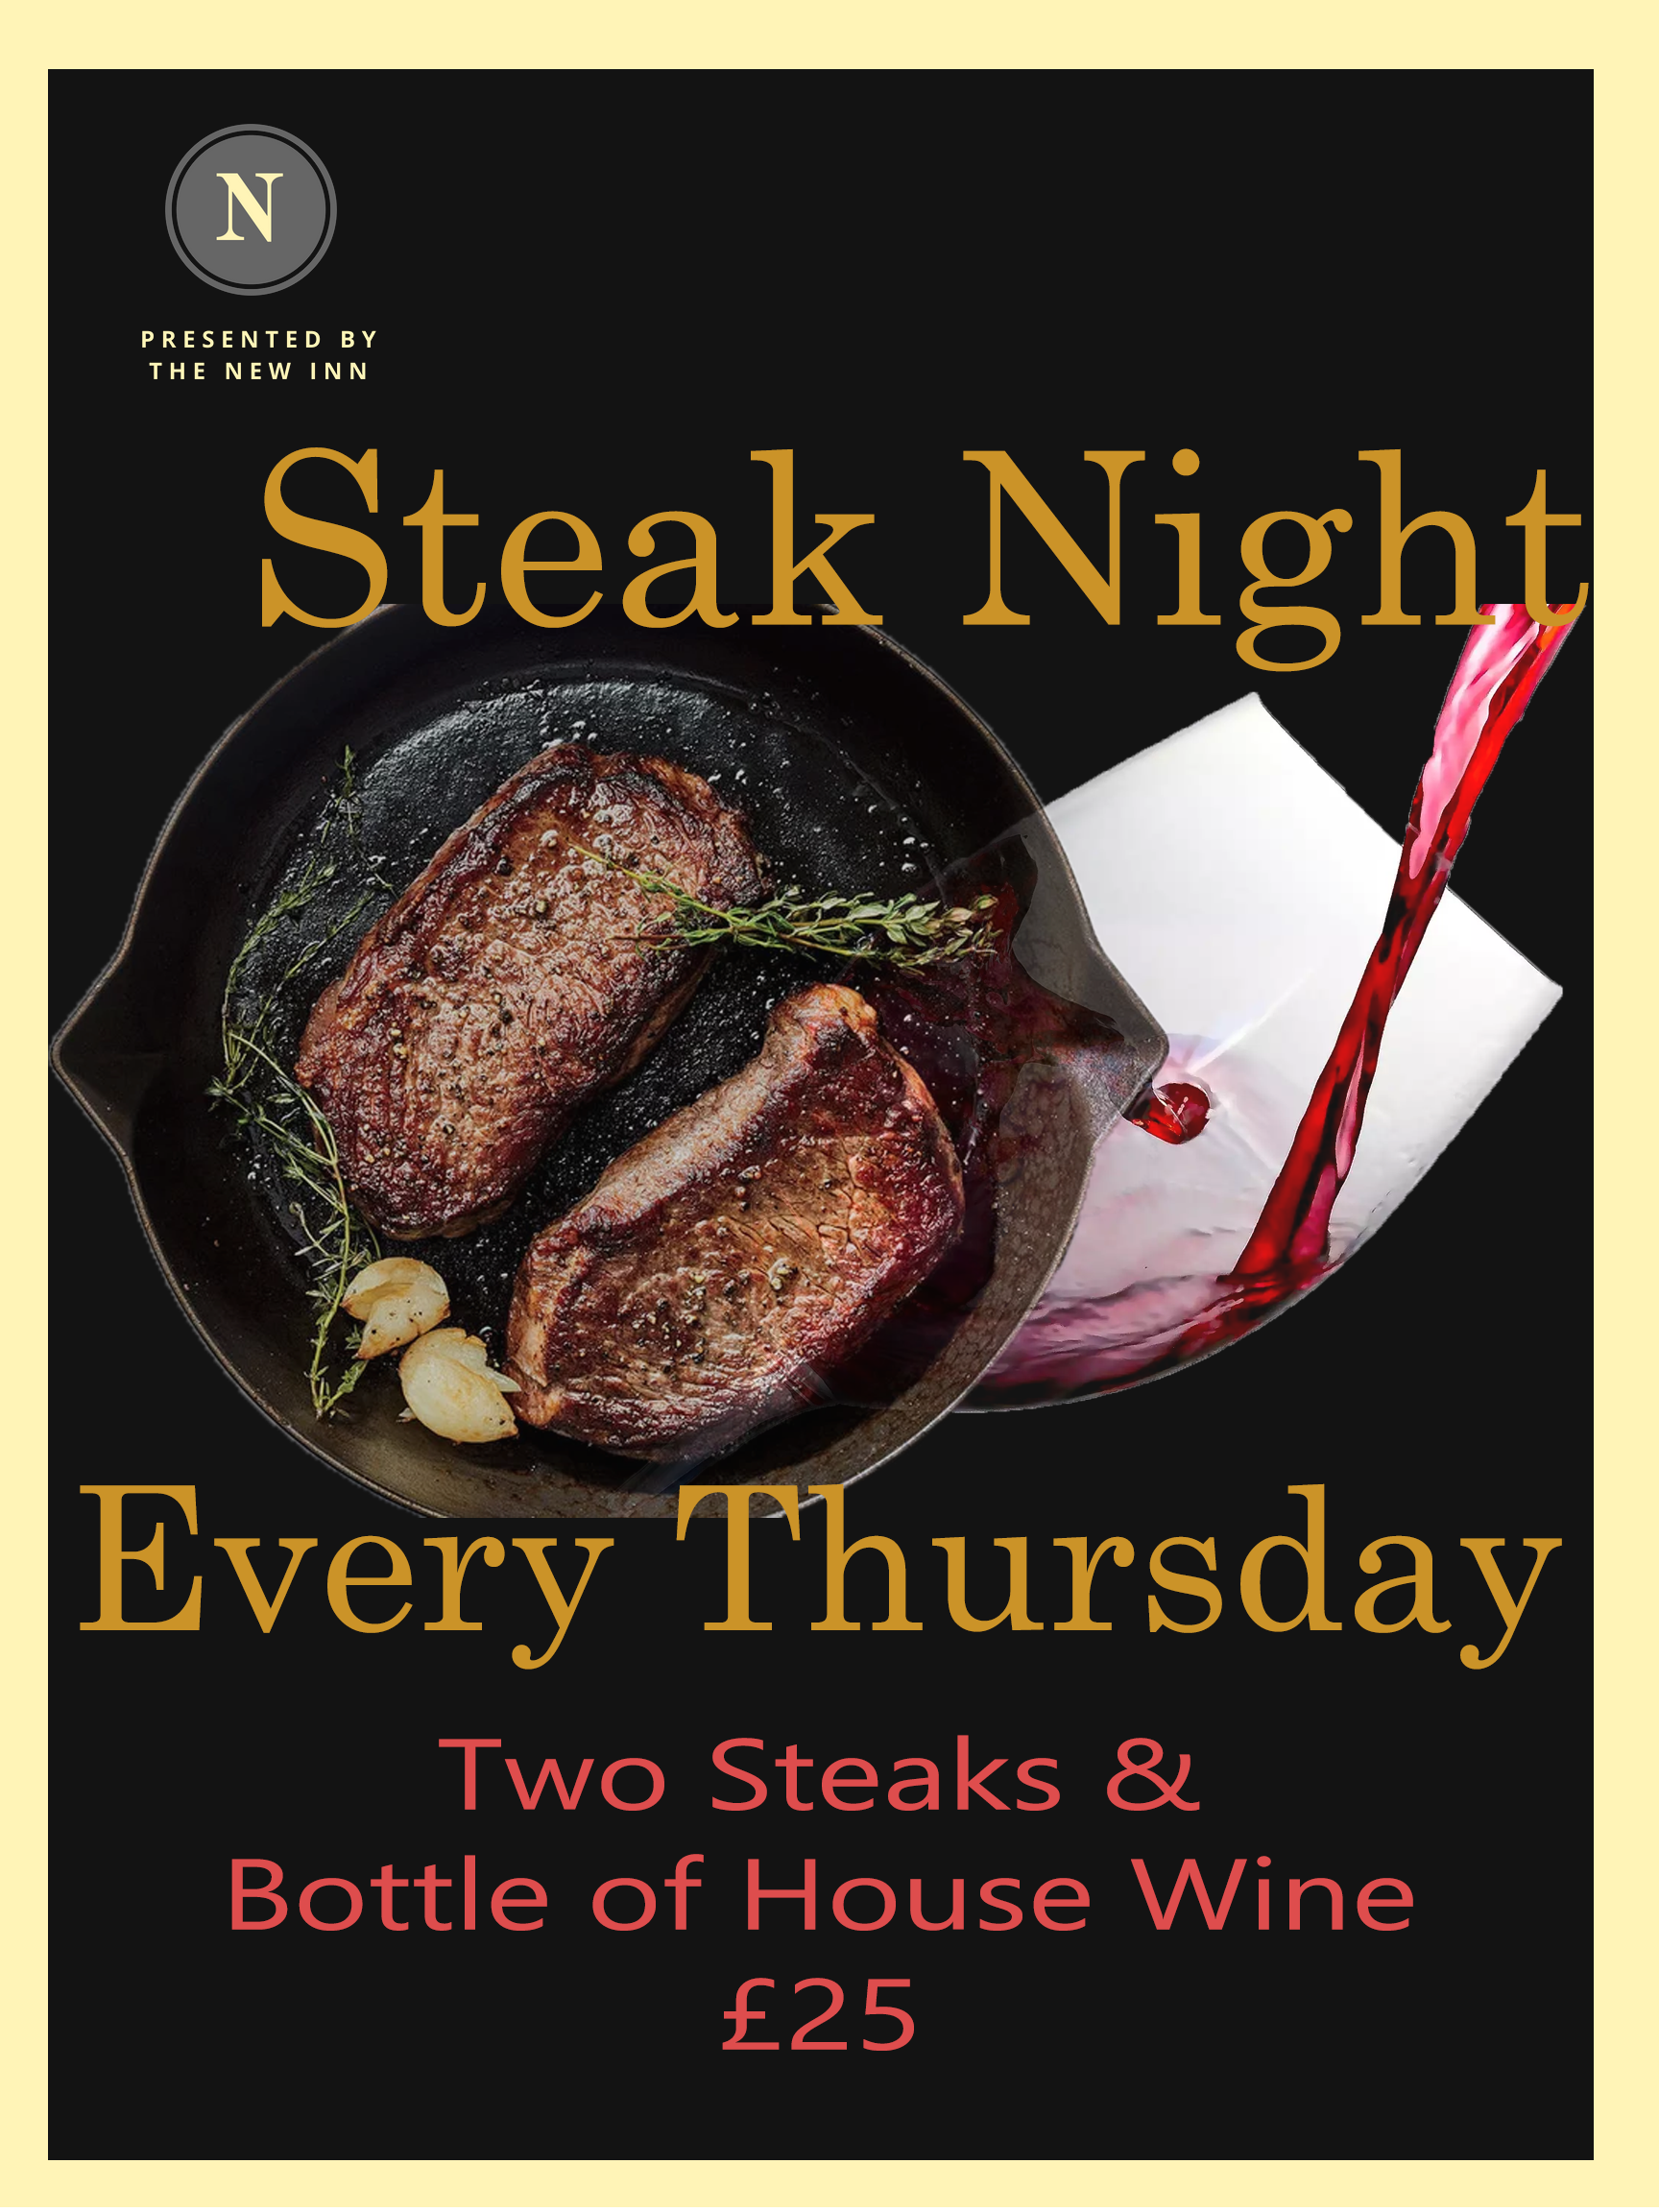 N
PRESENTED BY
THE NEW INN
Steak Night
Every Thursday
Two Steaks &
Bottle of House Wine
£25